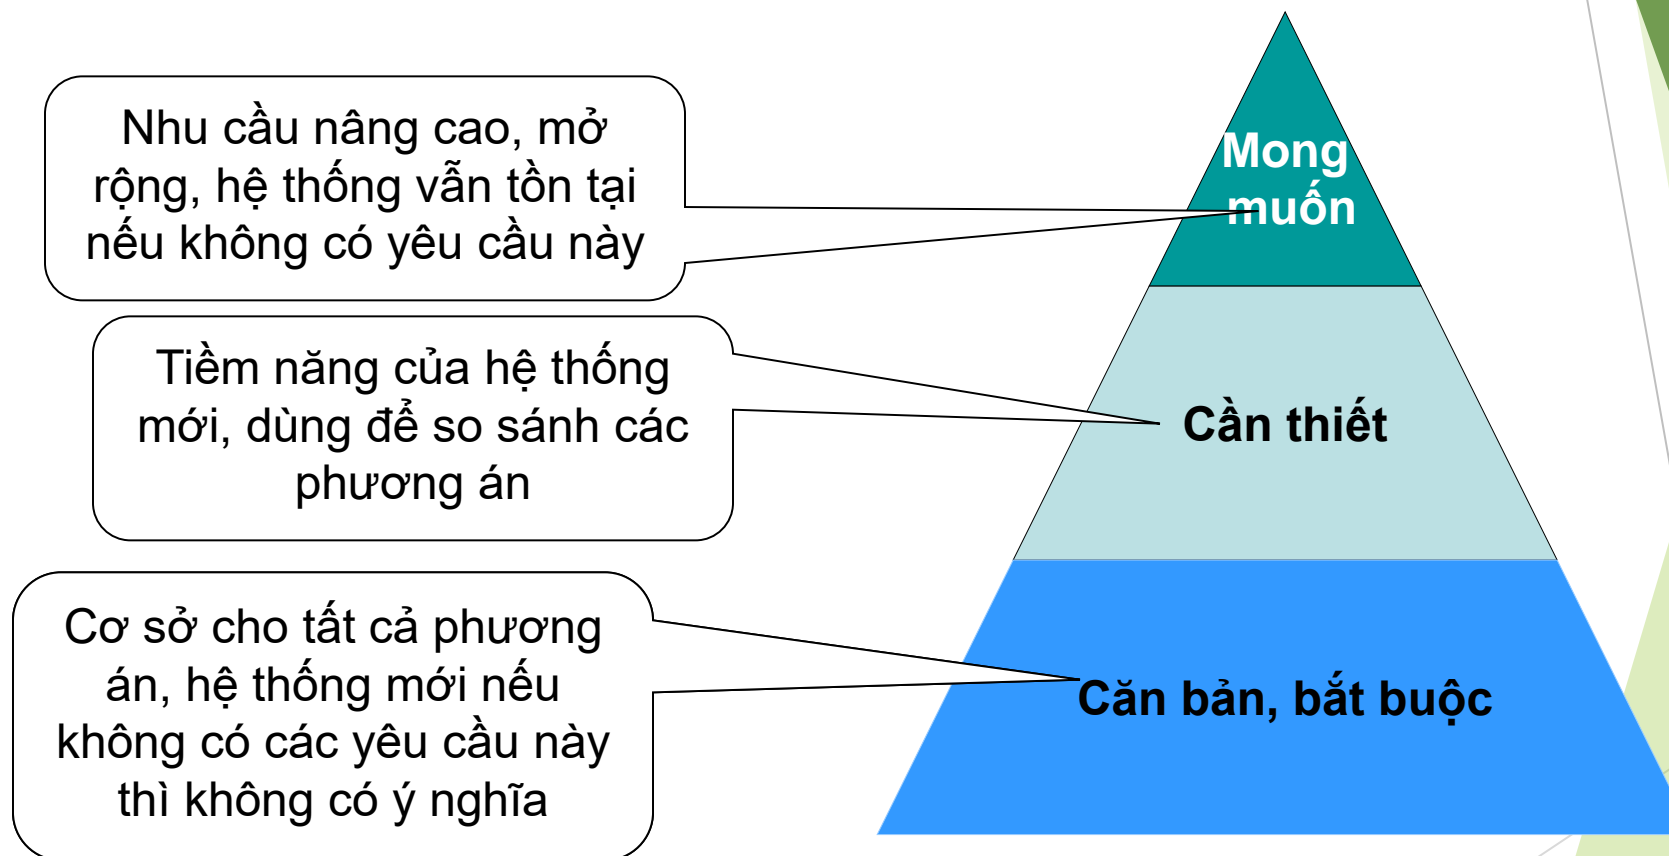 Nhu cầu nâng cao, mở
rộng, hệ thống vẫn tồn tại
nếu không có yêu cầu này
Mong
muốn
Tiềm năng của hệ thống
mới, dùng để so sánh các
phương án
Cần thiết
Cơ sở cho tất cả phương
án, hệ thống mới nếu
không có các yêu cầu này
thì không có ý nghĩa
Căn bản, bắt buộc